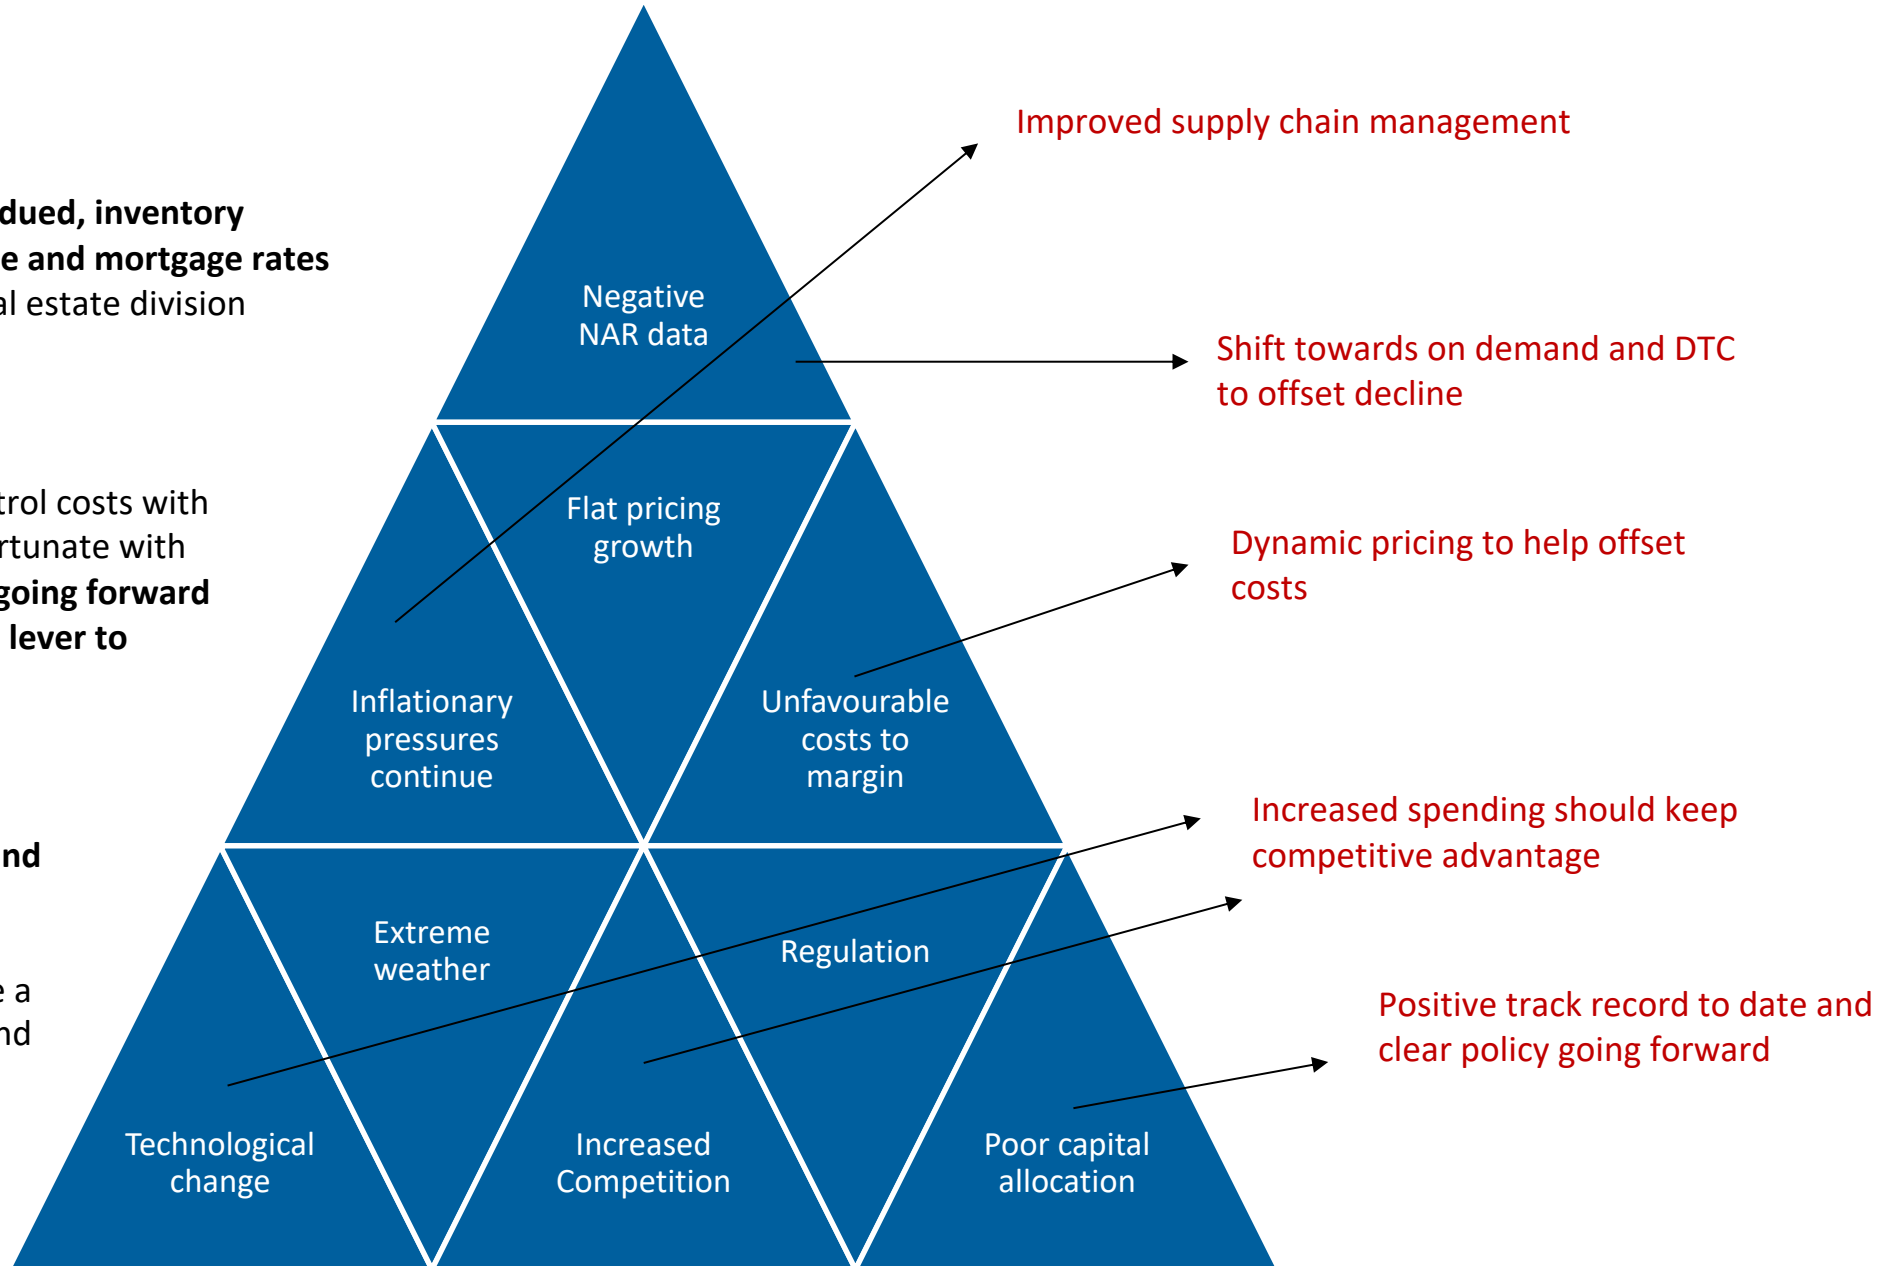 dued, inventory
e and mortgage rates
al estate division
trol costs with
rtunate with
going forward
lever to
nd
e a
nd
Negative
NAR data
Flat pricing
growth
Inflationary
pressures
continue
Unfavourable
costs to
margin
Extreme
weather
Regulation
Technological
change
Increased
Competition
Poor capital
allocation
Improved supply chain management
Shift towards on demand and DTC
to offset decline
Dynamic pricing to help offset
costs
Increased spending should keep
competitive advantage
Positive track record to date and
clear policy going forward